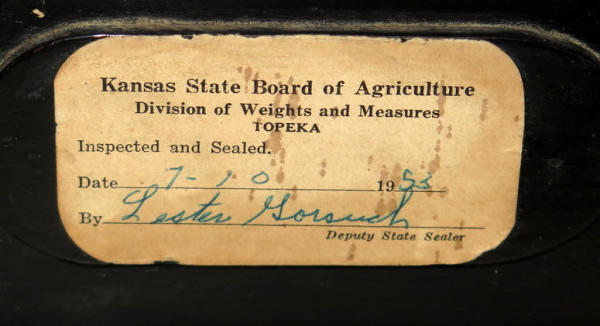 Kansas State Board of Agriculture
Division of Weights and Measures
TOPEKA
Inspected and Sealed.
Date 7-10 1953
By Lester Gorsuch
Deputy State Sealer